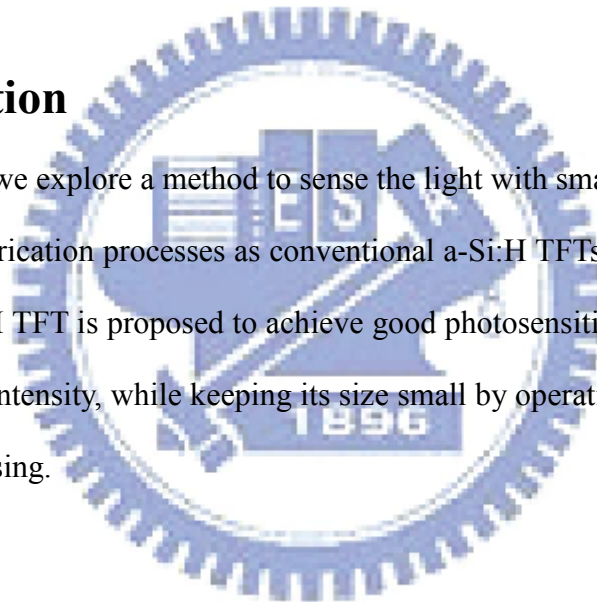 tion
we explore a method to sense the light with sma
rication processes as conventional a-Si:H TFTs
TFT is proposed to achieve good photosensiti
ntensity, while keeping its size small by operati
sing.
E S
1896